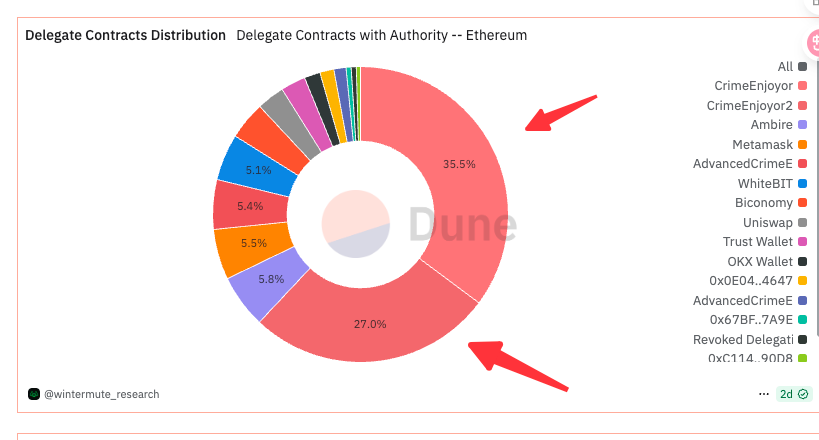 Delegate Contracts Distribution Delegate Contracts with Authority -- Ethereum
35.5%
27.0%
5.8%
5.5%
5.4%
5.1%
Dune
All
CrimeEnjoyor
CrimeEnjoyor2
Ambire
Metamask
AdvancedCrimeE
WhiteBIT
Biconomy
Uniswap
Trust Wallet
OKX Wallet
0x0E04..4647
AdvancedCrimeE
0x67BF..7A9E
Revoked Delegati
0xC114..90D8
@wintermute_research
... 2d